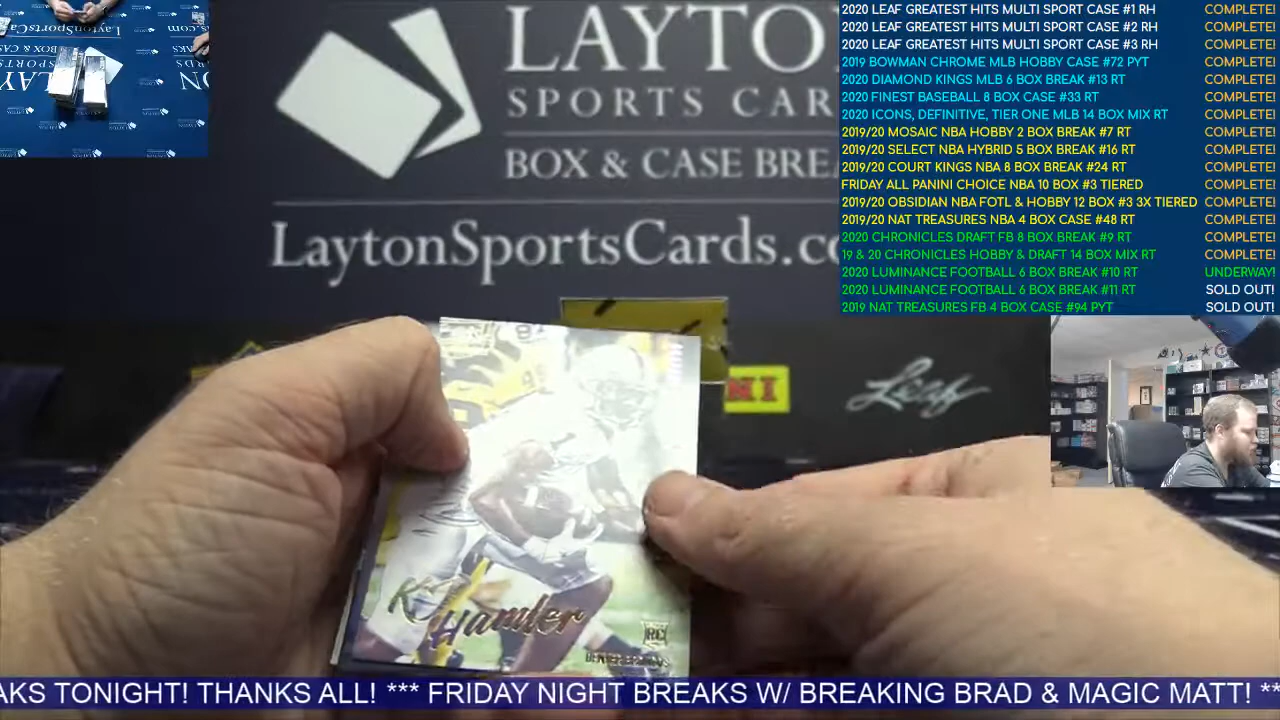 LAYTO
SPORTS CAR
BOX & CASE BREA
LaytonSportsCards.co
2020 LEAF GREATEST HITS MULTI SPORT CASE #1 RH COMPLETE!
2020 LEAF GREATEST HITS MULTI SPORT CASE #2 RH COMPLETE!
2020 LEAF GREATEST HITS MULTI SPORT CASE #3 RH COMPLETE!
2019 BOWMAN CHROME MLB HOBBY CASE #72 PYT COMPLETE!
2020 DIAMOND KINGS MLB 6 BOX BREAK #13 RT COMPLETE!
2020 FINEST BASEBALL 8 BOX CASE #33 RT COMPLETE!
2020 ICONS, DEFINITIVE, TIER ONE MLB 14 BOX MIX RT COMPLETE!
2019/20 MOSAIC NBA HOBBY 2 BOX BREAK #7 RT COMPLETE!
2019/20 SELECT NBA HYBRID 5 BOX BREAK #16 RT COMPLETE!
2019/20 COURT KINGS NBA 8 BOX BREAK #24 RT COMPLETE!
FRIDAY ALL PANINI CHOICE NBA 10 BOX #3 TIERED COMPLETE!
2019/20 OBSIDIAN NBA FOTL & HOBBY 12 BOX #3 3X TIERED COMPLETE!
2019/20 NAT TREASURES NBA 4 BOX CASE #48 RT COMPLETE!
2020 CHRONICLES DRAFT FB 8 BOX BREAK #9 RT COMPLETE!
19 & 20 CHRONICLES HOBBY & DRAFT 14 BOX MIX RT COMPLETE!
2020 LUMINANCE FOOTBALL 6 BOX BREAK #10 RT UNDERWAY!
2020 LUMINANCE FOOTBALL 6 BOX BREAK #11 RT SOLD OUT!
2019 NAT TREASURES FB 4 BOX CASE #94 PYT SOLD OUT!
NI
Leaf
Hamler
RC
AKS TONIGHT! THANKS ALL! *** FRIDAY NIGHT BREAKS W/ BREAKING BRAD & MAGIC MATT! **